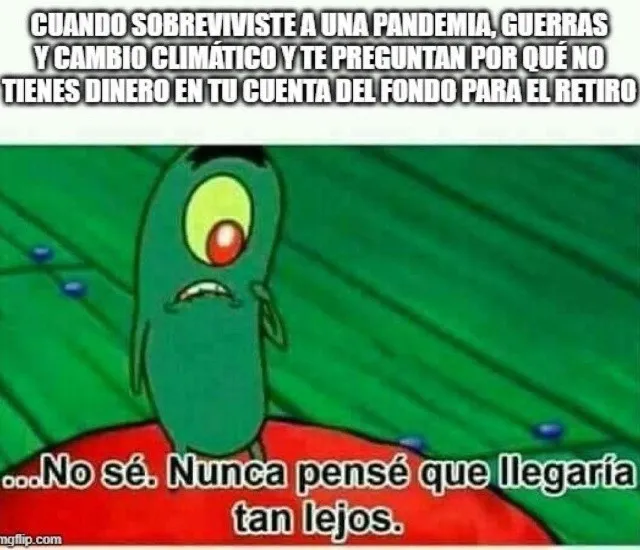 CUANDO SOBREVIVISTE A UNA PANDEMIA, GUERRAS
Y CAMBIO CLIMÁTICO Y TE PREGUNTAN POR QUÉ NO
TIENES DINERO EN TU CUENTA DEL FONDO PARA EL RETIRO
...No sé. Nunca pensé que llegaría
tan lejos.
mgflip.com